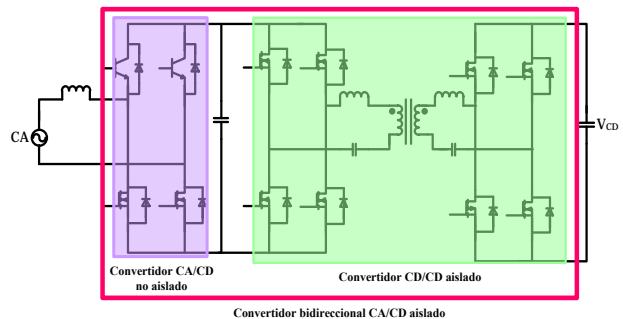 CA
V_CD
Convertidor CA/CD
no aislado
Convertidor CD/CD aislado
Convertidor bidireccional CA/CD aislado